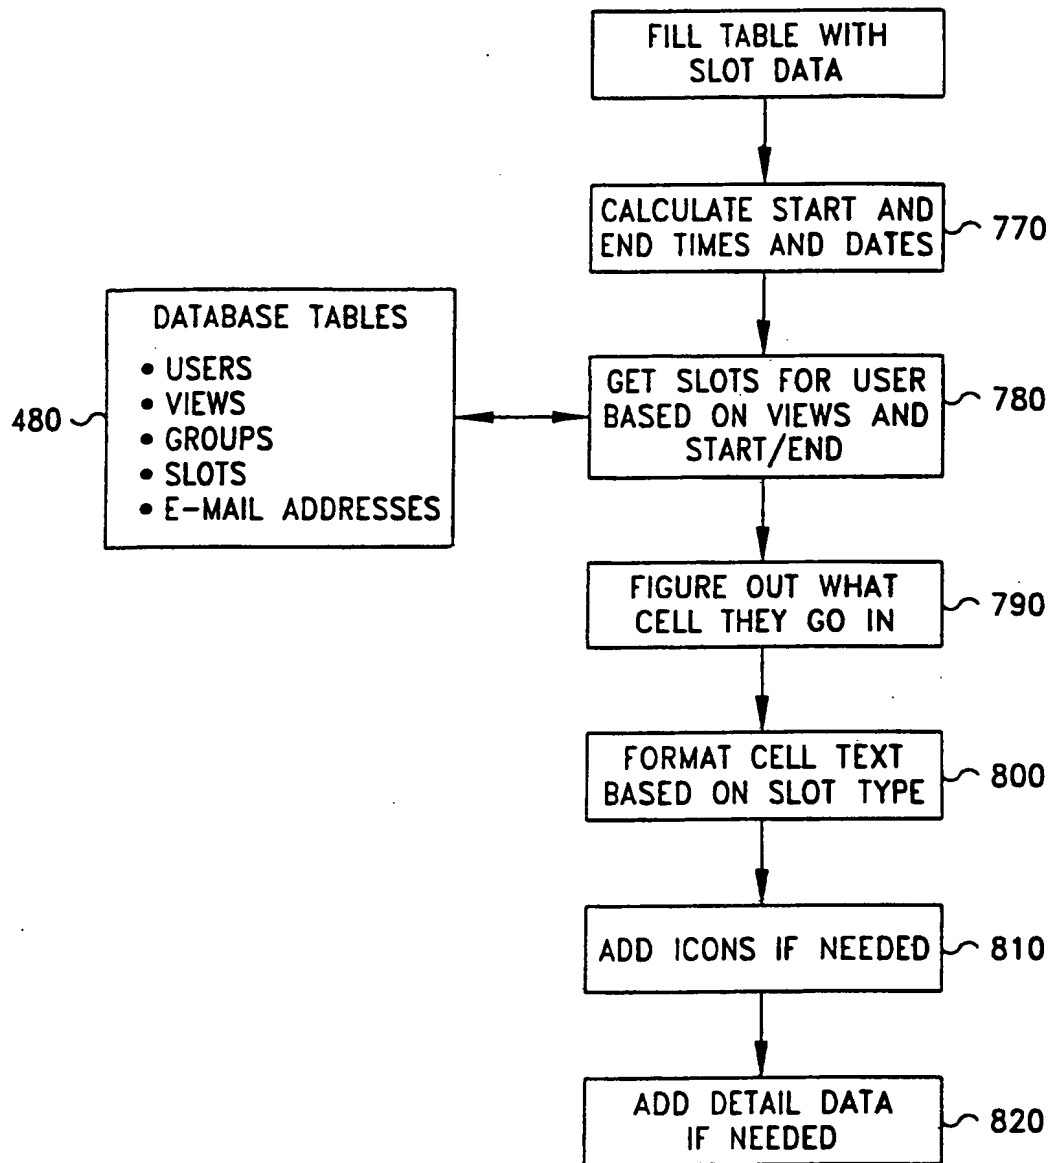 FILL TABLE WITH
SLOT DATA
CALCULATE START AND
END TIMES AND DATES
770
DATABASE TABLES
• USERS
• VIEWS
• GROUPS
• SLOTS
• E-MAIL ADDRESSES
480
GET SLOTS FOR USER
BASED ON VIEWS AND
START/END
780
FIGURE OUT WHAT
CELL THEY GO IN
790
FORMAT CELL TEXT
BASED ON SLOT TYPE
800
ADD ICONS IF NEEDED
810
ADD DETAIL DATA
IF NEEDED
820